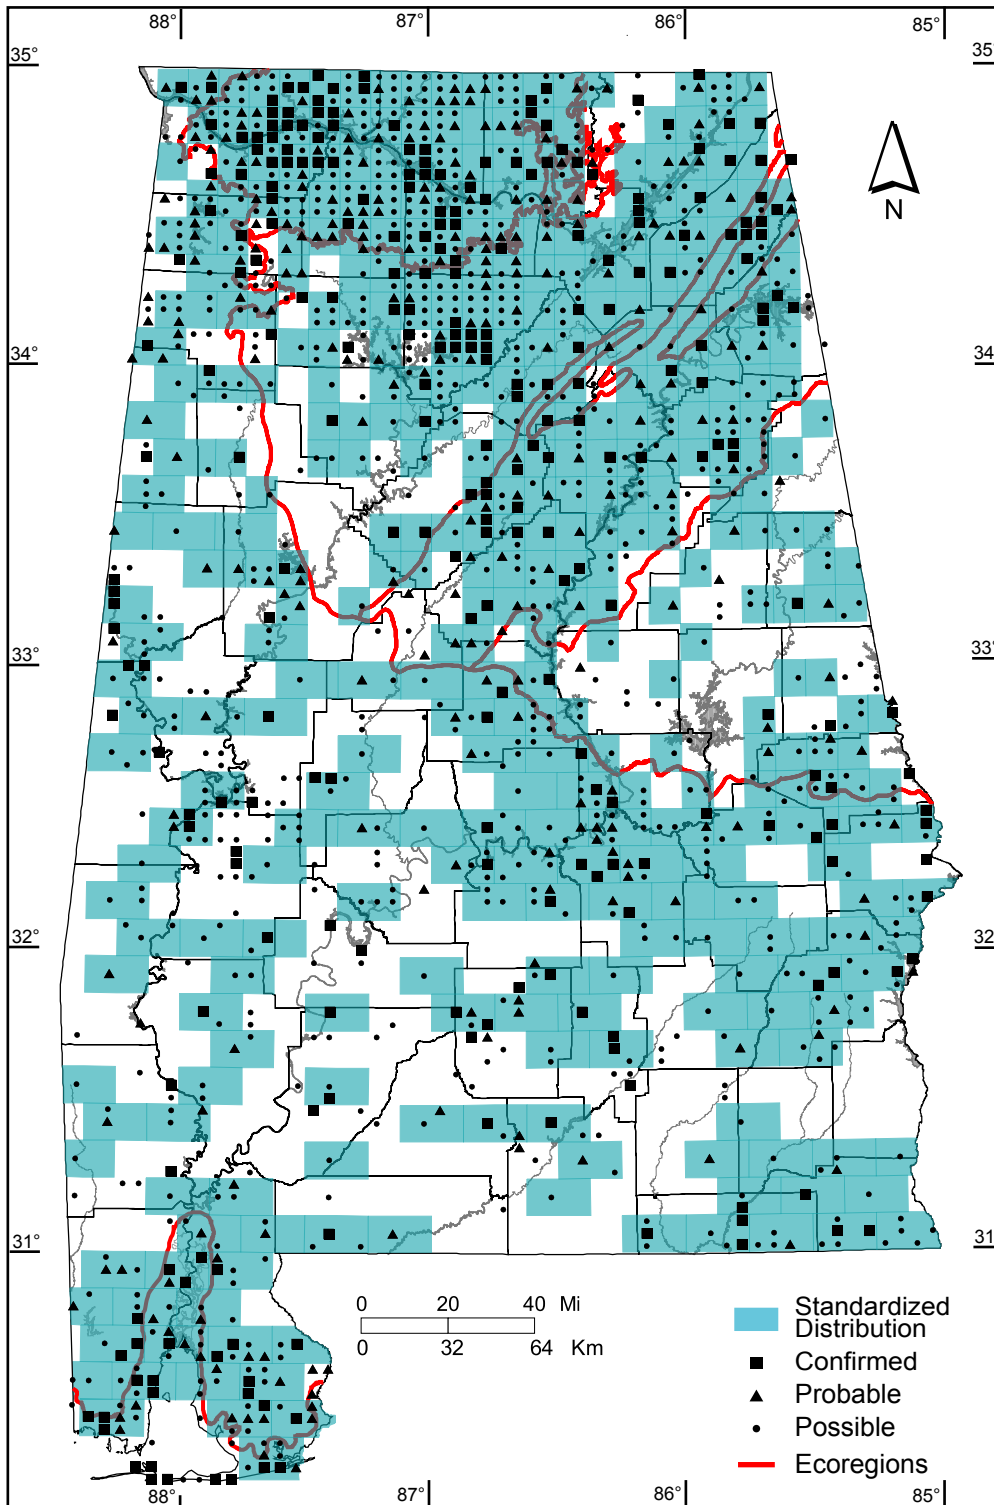 88°
87°
86°
85°
35°
35
N
34°
34
33°
33°
32°
32
31°
31
0 20 40 Mi
0 32 64 Km
Standardized
Distribution
Confirmed
Probable
Possible
Ecoregions
88°
87°
86°
85°